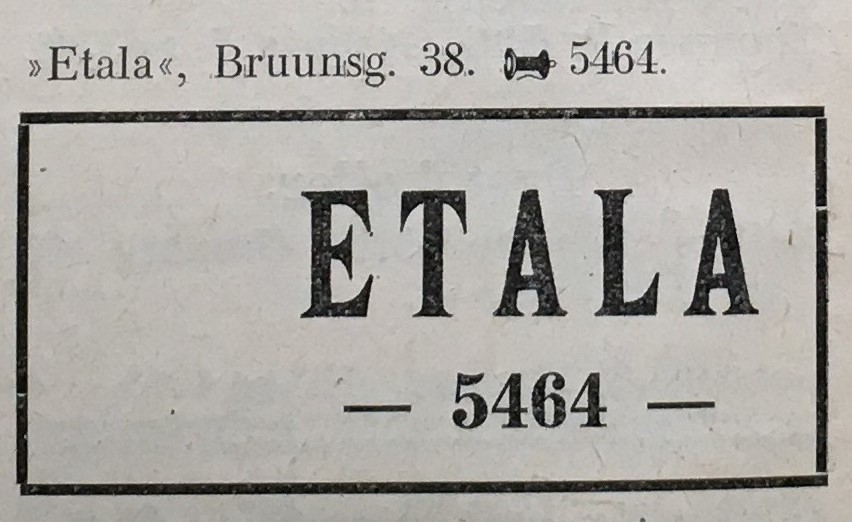 »Etala«, Bruunsg. 38. 5464.
ETALA
— 5464 —